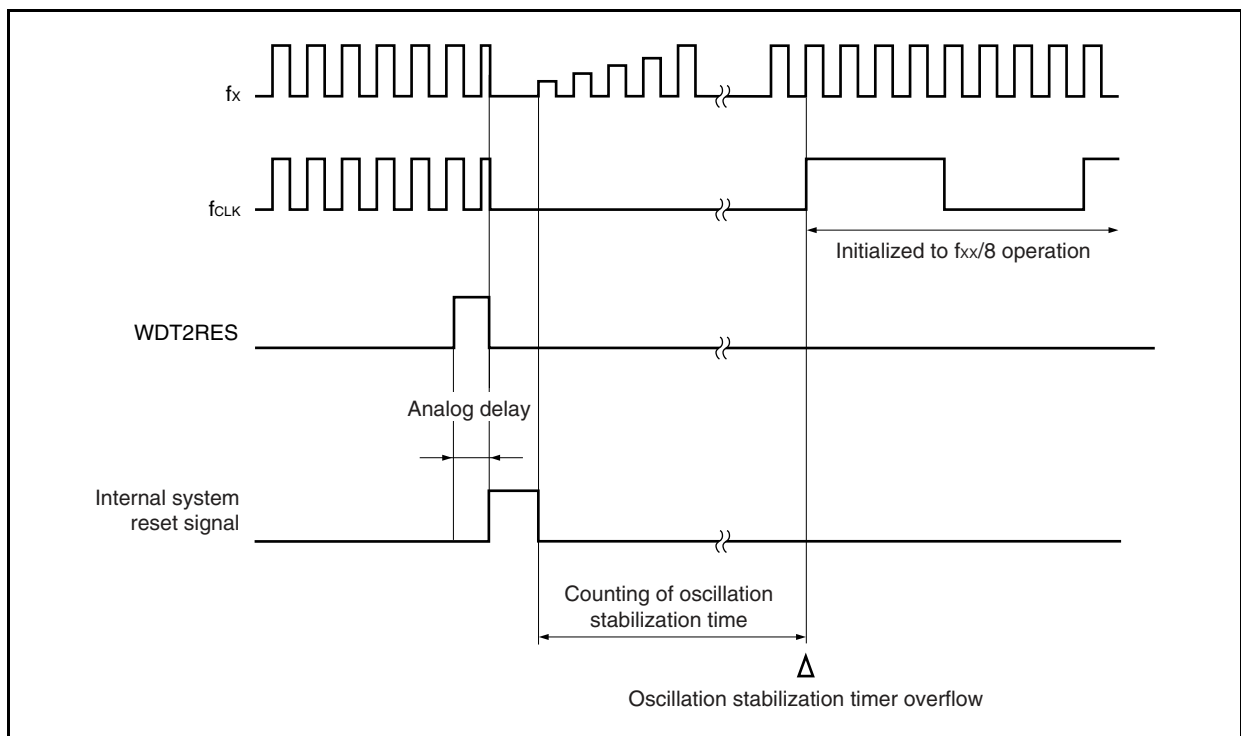 fX
fCLK
Initialized to fXX/8 operation
WDT2RES
Analog delay
Internal system
reset signal
Counting of oscillation
stabilization time
Oscillation stabilization timer overflow